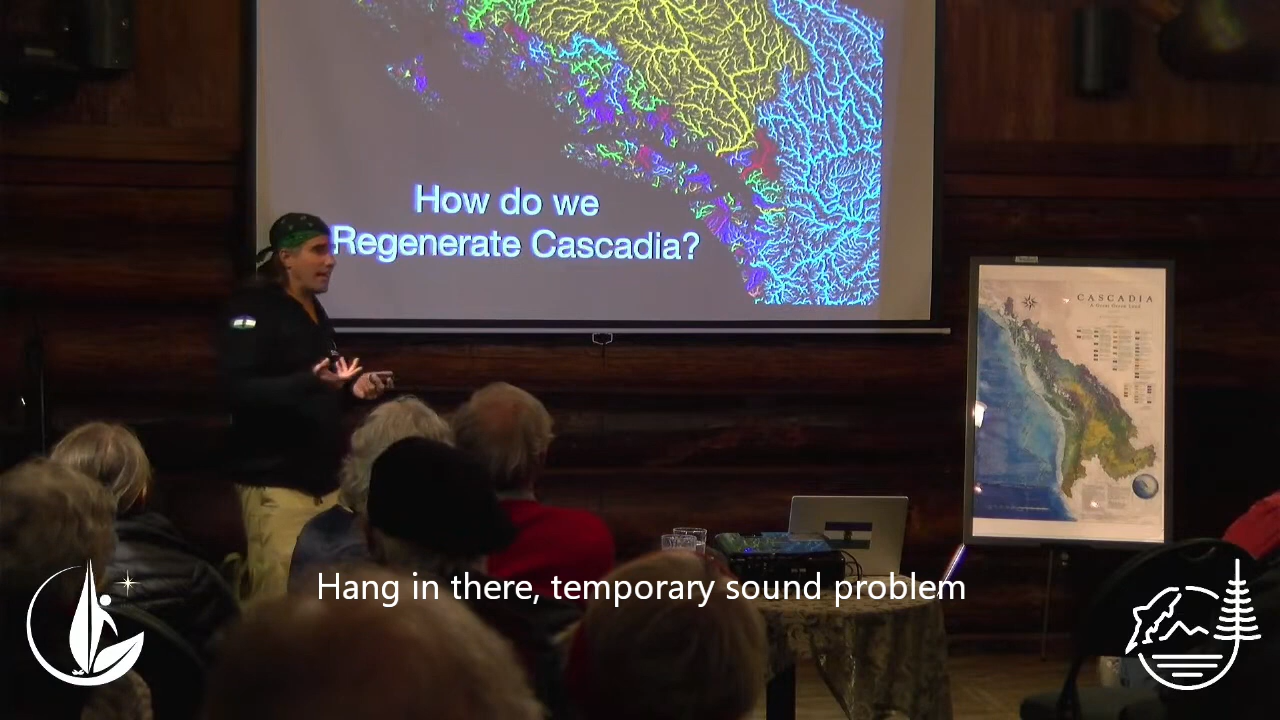 How do we
Regenerate Cascadia?
CASCADIA
Hang in there, temporary sound problem